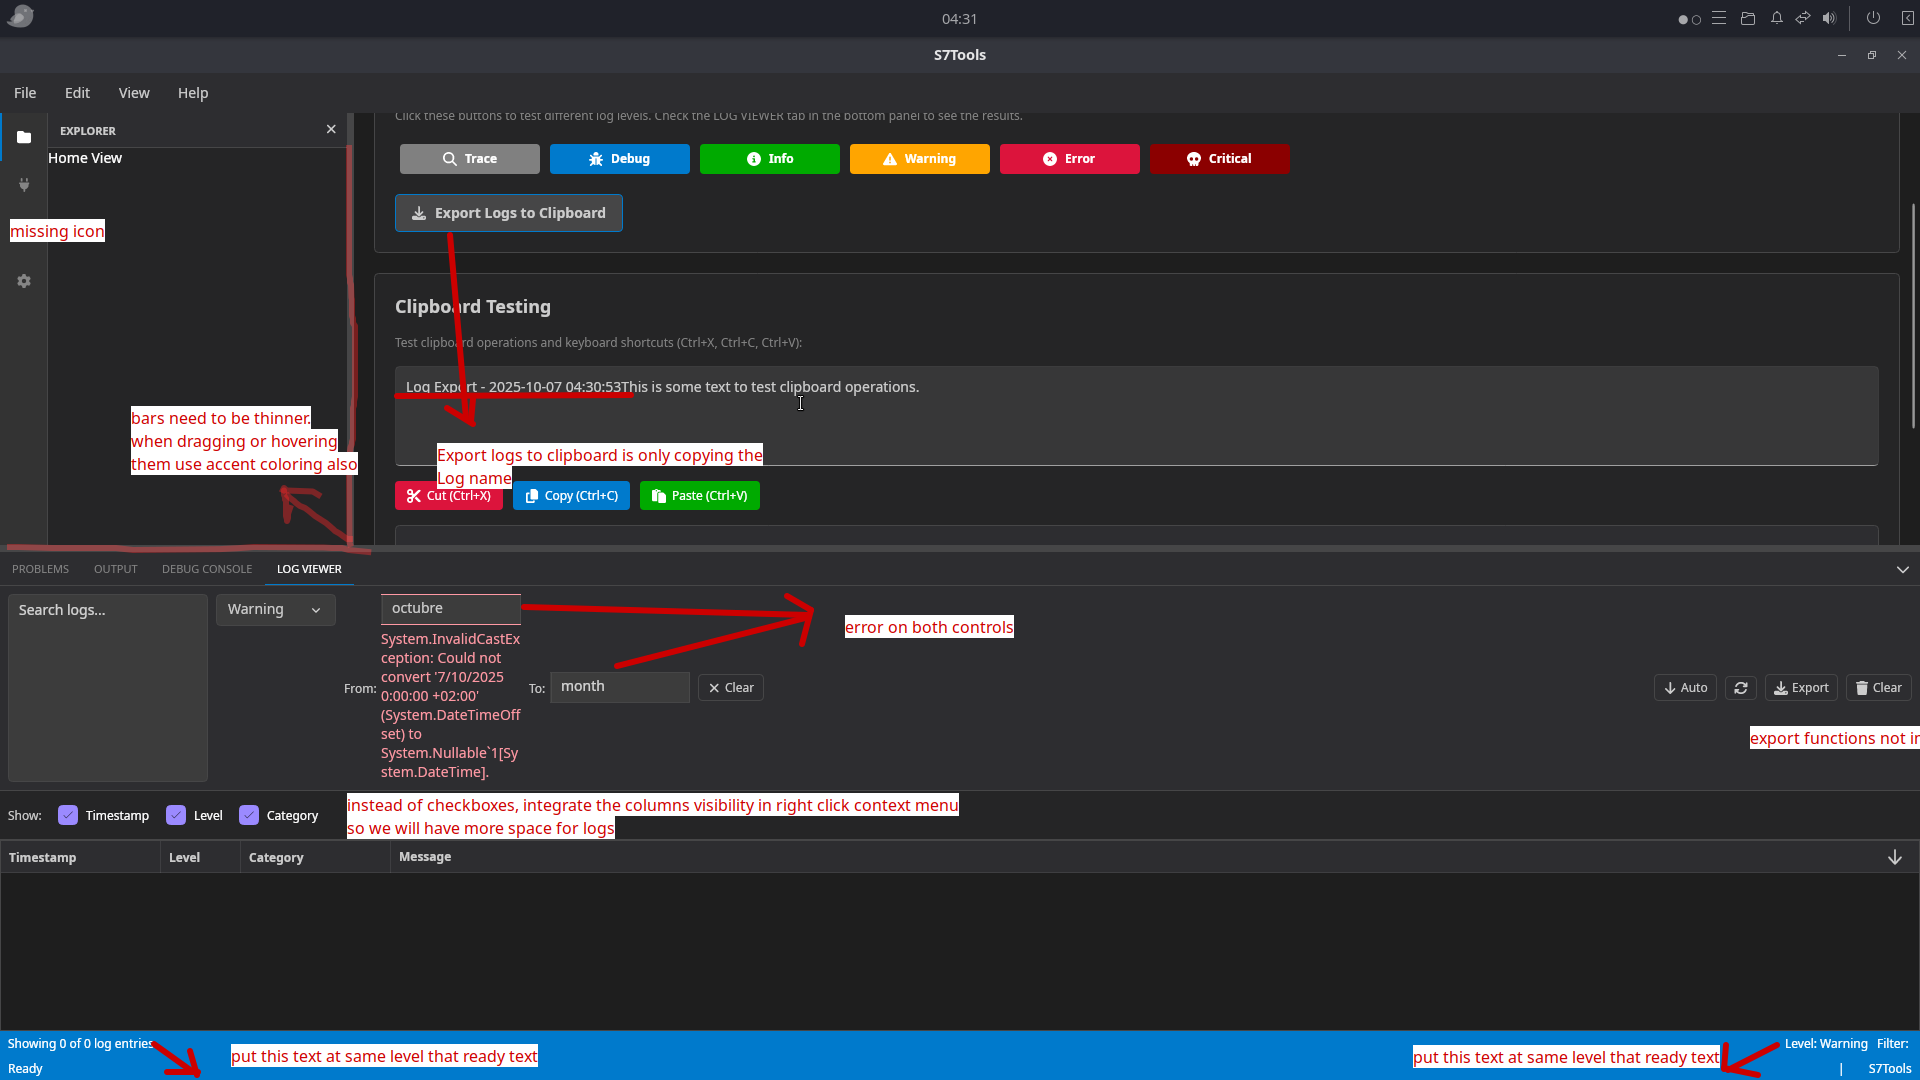 04:31
S7Tools
File Edit View Help
EXPLORER
Home View
missing icon
bars need to be thinner.
when dragging or hovering
them use accent coloring also
Click these buttons to test different log levels. Check the LOG VIEWER tab in the bottom panel to see the results.
Trace Debug Info Warning Error Critical
Export Logs to Clipboard
Clipboard Testing
Test clipboard operations and keyboard shortcuts (Ctrl+X, Ctrl+C, Ctrl+V):
Log Export - 2025-10-07 04:30:53This is some text to test clipboard operations.
Export logs to clipboard is only copying the
Log name
Cut (Ctrl+X) Copy (Ctrl+C) Paste (Ctrl+V)
PROBLEMS OUTPUT DEBUG CONSOLE LOG VIEWER
Search logs...
Warning
From:
octubre
System.InvalidCastEx
ception: Could not
convert '7/10/2025
0:00:00 +02:00'
(System.DateTimeOff
set) to
System.Nullable`1[Sy
stem.DateTime].
To:
month
Clear
error on both controls
Auto Export Clear
export functions not
Show: Timestamp Level Category
instead of checkboxes, integrate the columns visibility in right click context menu
so we will have more space for logs
Timestamp Level Category Message
Showing 0 of 0 log entries
Ready
put this text at same level that ready text
put this text at same level that ready text
Level: Warning Filter:
| S7Tools